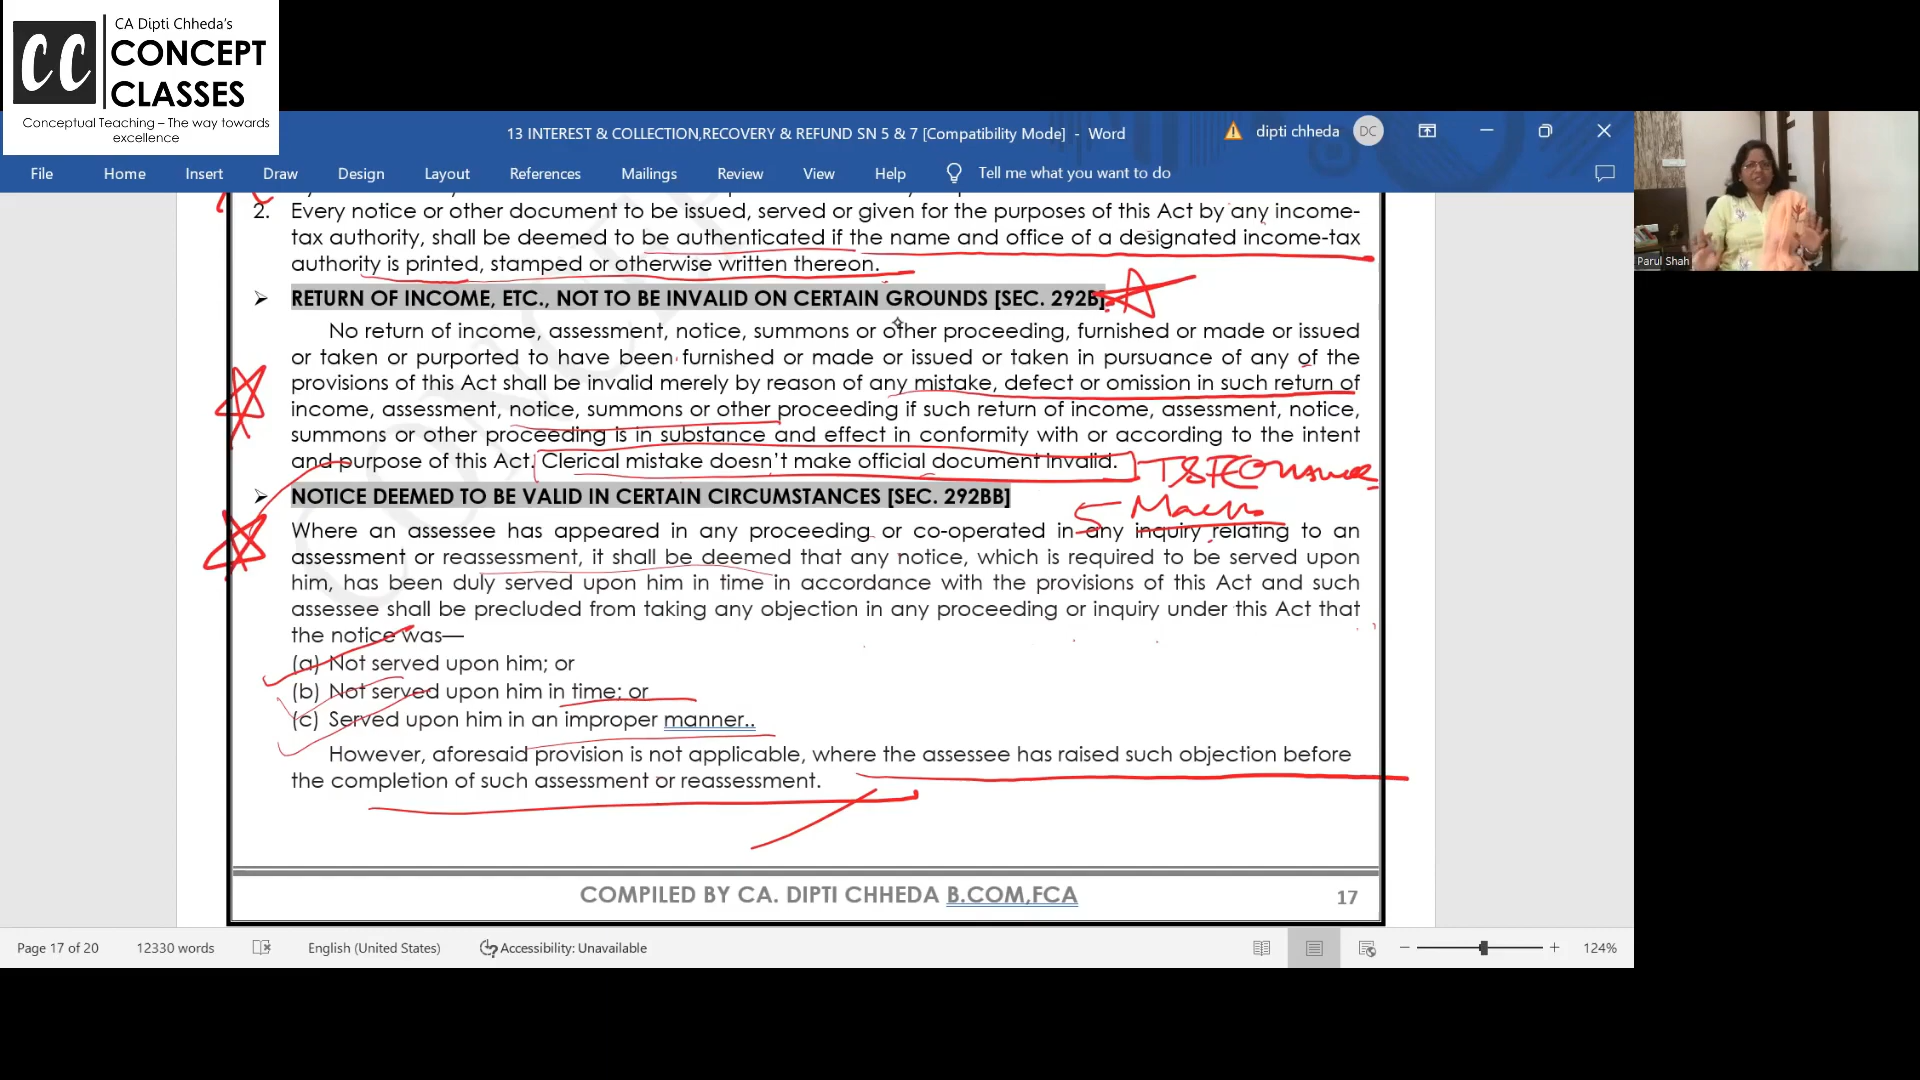 CA Dipti Chheda's
CC CONCEPT
CLASSES
Conceptual Teaching – The way towards
excellence
13 INTEREST & COLLECTION,RECOVERY & REFUND SN 5 & 7 [Compatibility Mode] - Word
dipti chheda DC
File Home Insert Draw Design Layout References Mailings Review View Help Tell me what you want to do
2. Every notice or other document to be issued, served or given for the purposes of this Act by any income-
tax authority, shall be deemed to be authenticated if the name and office of a designated income-tax
authority is printed, stamped or otherwise written thereon.
➢ RETURN OF INCOME, ETC., NOT TO BE INVALID ON CERTAIN GROUNDS [SEC. 292B]
No return of income, assessment, notice, summons or other proceeding, furnished or made or issued
or taken or purported to have been furnished or made or issued or taken in pursuance of any of the
provisions of this Act shall be invalid merely by reason of any mistake, defect or omission in such return of
income, assessment, notice, summons or other proceeding if such return of income, assessment, notice,
summons or other proceeding is in substance and effect in conformity with or according to the intent
and purpose of this Act. Clerical mistake doesn't make official document invalid.
➢ NOTICE DEEMED TO BE VALID IN CERTAIN CIRCUMSTANCES [SEC. 292BB]
5
Where an assessee has appeared in any proceeding or co-operated in any inquiry relating to an
assessment or reassessment, it shall be deemed that any notice, which is required to be served upon
him, has been duly served upon him in time in accordance with the provisions of this Act and such
assessee shall be precluded from taking any objection in any proceeding or inquiry under this Act that
the notice was—
(a) Not served upon him; or
(b) Not served upon him in time; or
(c) Served upon him in an improper manner..
However, aforesaid provision is not applicable, where the assessee has raised such objection before
the completion of such assessment or reassessment.
COMPILED BY CA. DIPTI CHHEDA B.COM,FCA 17
Page 17 of 20 12330 words English (United States) Accessibility: Unavailable 124%
Parul Shah